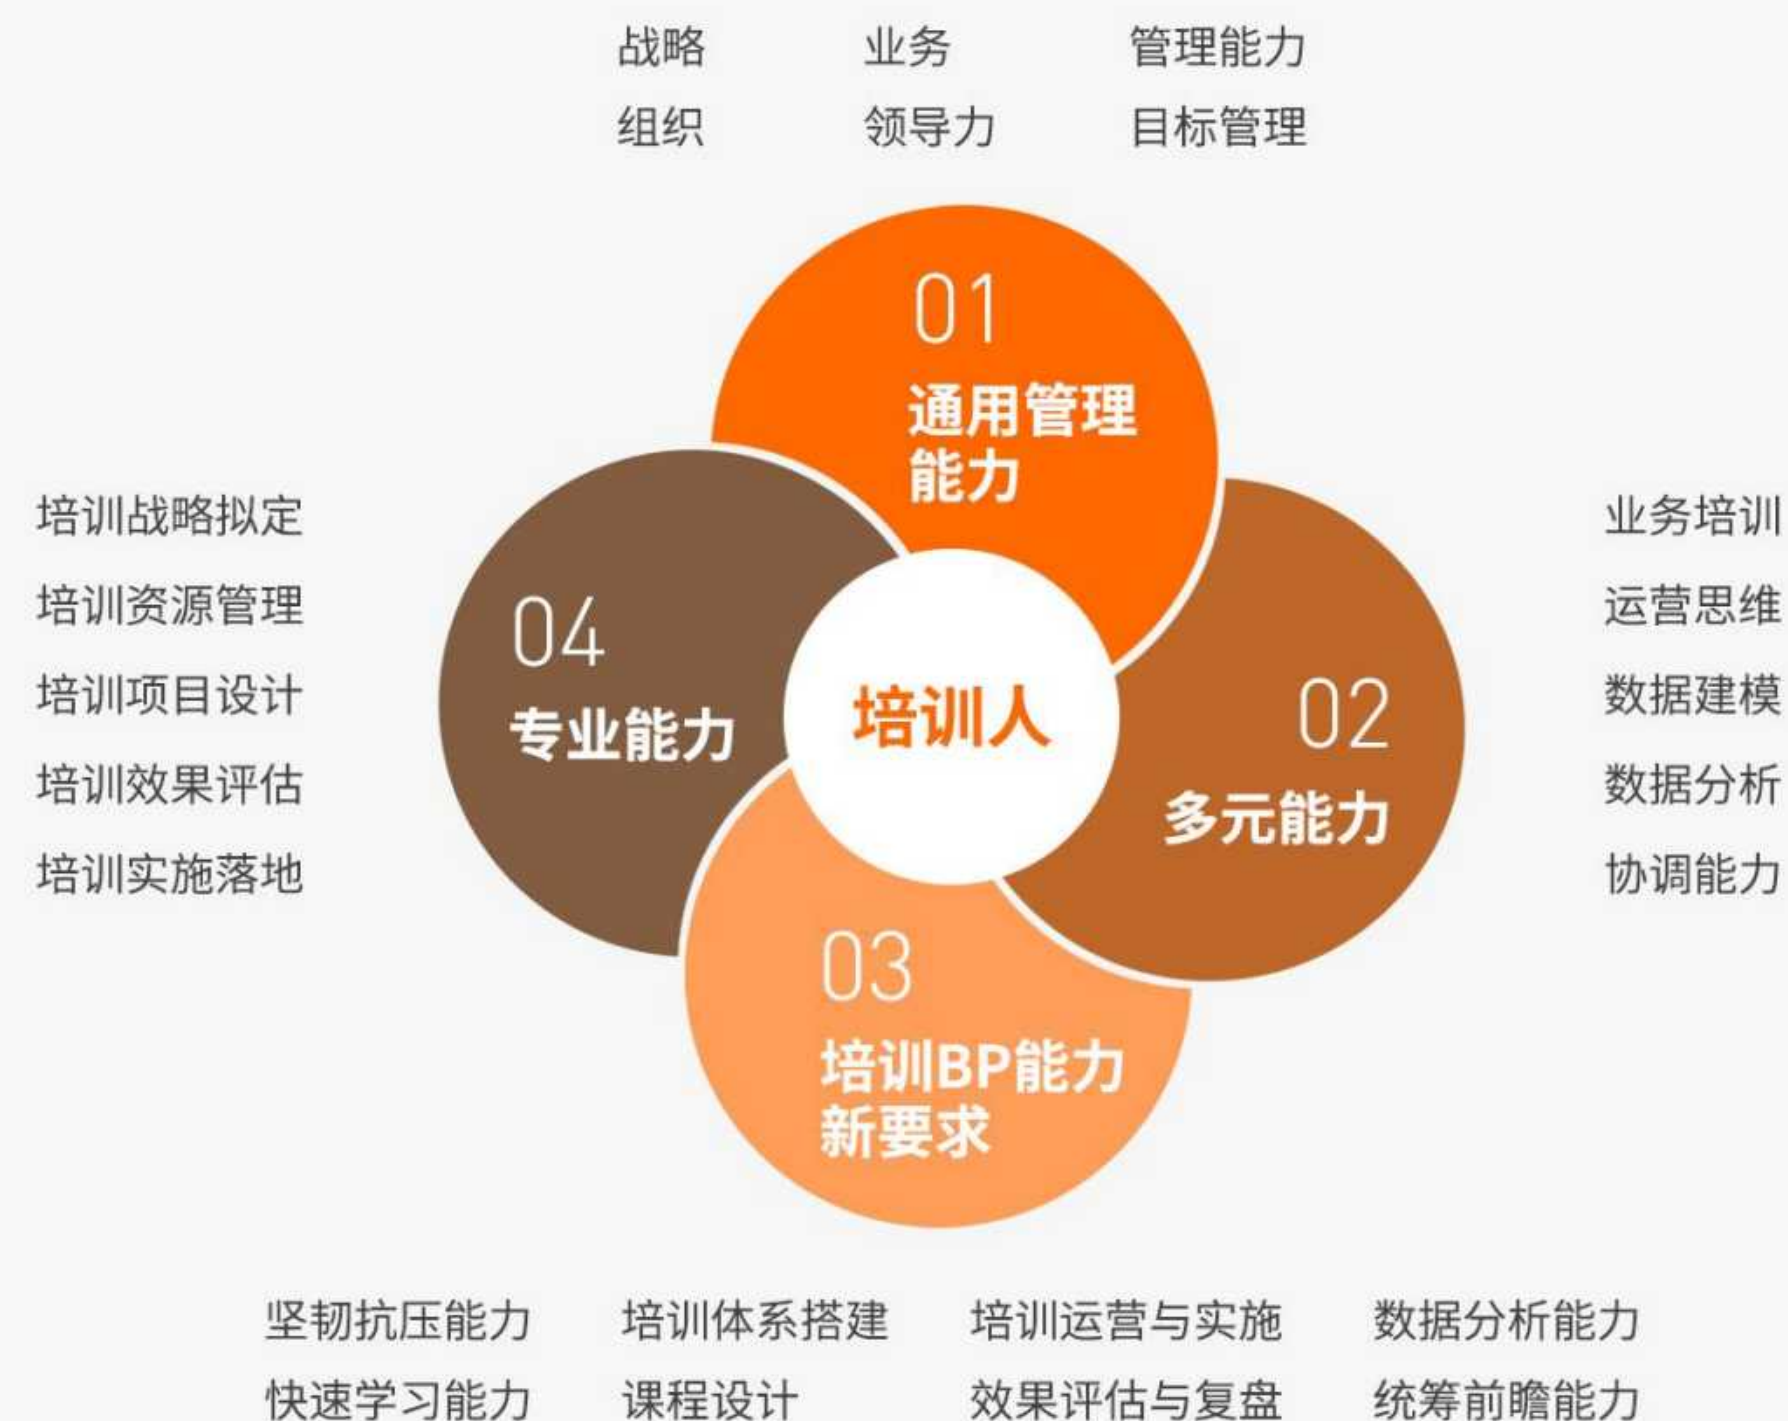 战略 业务 管理能力
组织 领导力 目标管理
01
通用管理
能力
培训战略拟定
培训资源管理
培训项目设计
培训效果评估
培训实施落地
04
专业能力
培训人
02
多元能力
业务培训
运营思维
数据建模
数据分析
协调能力
03
培训BP能力
新要求
坚韧抗压能力 培训体系搭建 培训运营与实施 数据分析能力
快速学习能力 课程设计 效果评估与复盘 统筹前瞻能力